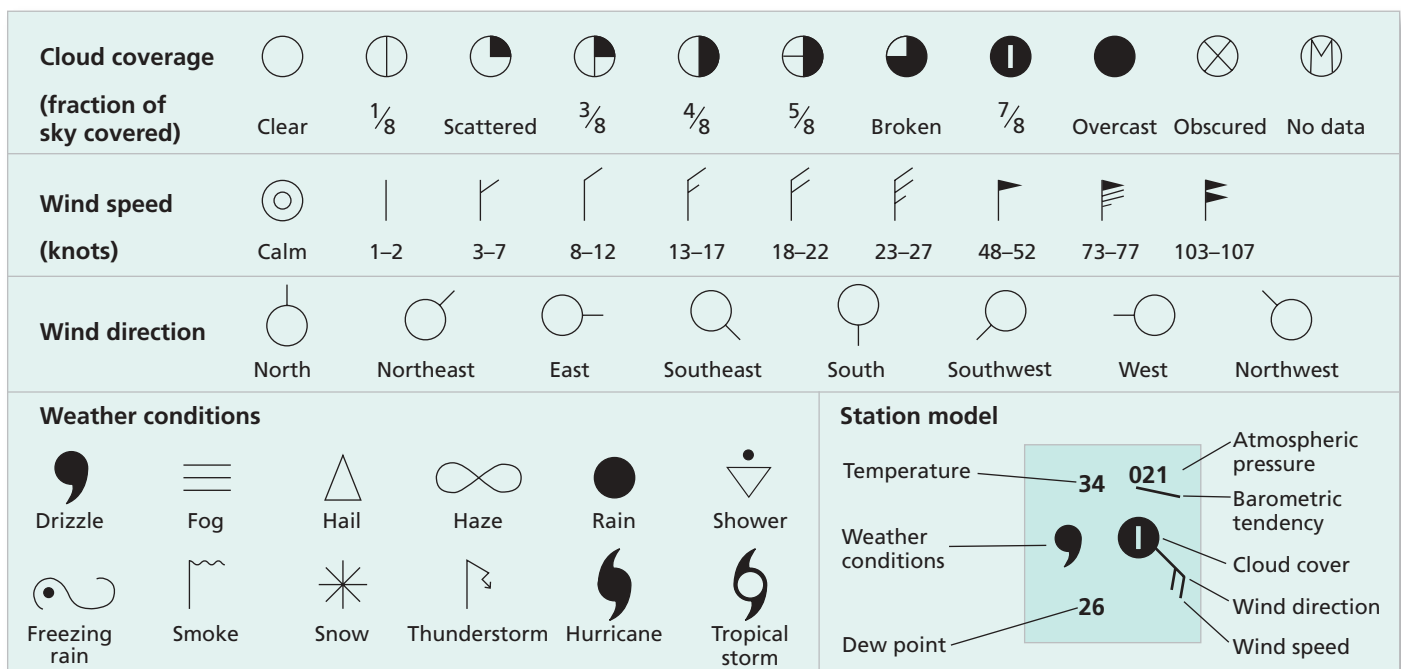 Cloud coverage
(fraction of
sky covered)
Clear
1/8
Scattered
3/8
4/8
5/8
Broken
7/8
Overcast
Obscured
No data
Wind speed
(knots)
Calm
1–2
3–7
8–12
13–17
18–22
23–27
48–52
73–77
103–107
Wind direction
North
Northeast
East
Southeast
South
Southwest
West
Northwest
Weather conditions
Drizzle
Fog
Hail
Haze
Rain
Shower
Freezing
rain
Smoke
Snow
Thunderstorm
Hurricane
Tropical
storm
Station model
Temperature
34
021
Atmospheric
pressure
Barometric
tendency
Weather
conditions
Cloud cover
Wind direction
Dew point
26
Wind speed